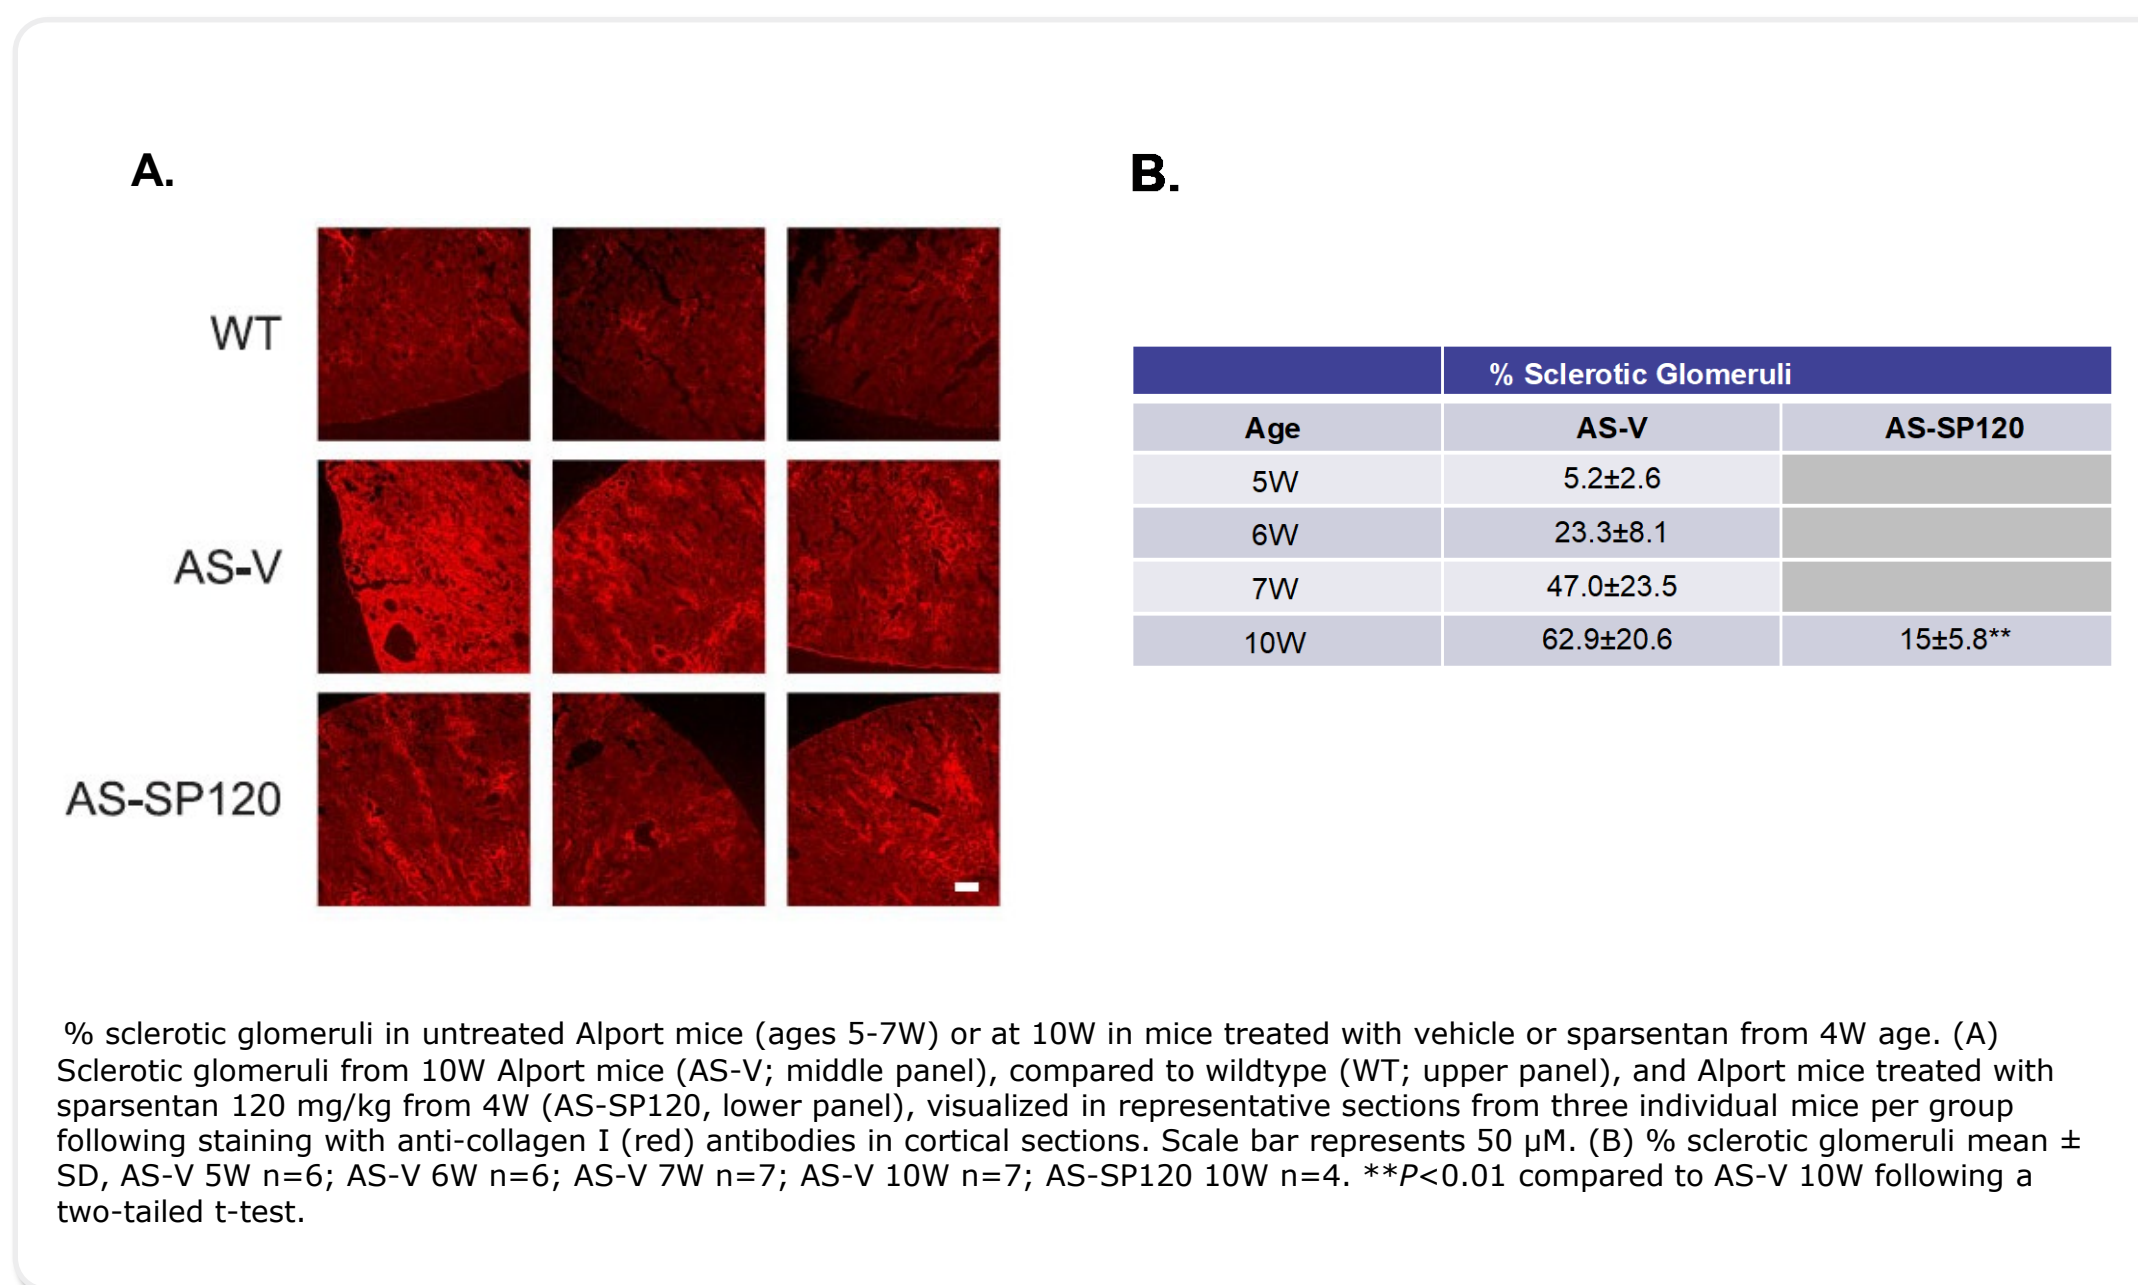 A.
WT
AS-V
AS-SP120
B.
% Sclerotic Glomeruli
Age AS-V AS-SP120
5W 5.2±2.6
6W 23.3±8.1
7W 47.0±23.5
10W 62.9±20.6 15±5.8**
% sclerotic glomeruli in untreated Alport mice (ages 5-7W) or at 10W in mice treated with vehicle or sparsentan from 4W age. (A)
Sclerotic glomeruli from 10W Alport mice (AS-V; middle panel), compared to wildtype (WT; upper panel), and Alport mice treated with
sparsentan 120 mg/kg from 4W (AS-SP120, lower panel), visualized in representative sections from three individual mice per group
following staining with anti-collagen I (red) antibodies in cortical sections. Scale bar represents 50 µM. (B) % sclerotic glomeruli mean ±
SD, AS-V 5W n=6; AS-V 6W n=6; AS-V 7W n=7; AS-V 10W n=7; AS-SP120 10W n=4. **P<0.01 compared to AS-V 10W following a
two-tailed t-test.